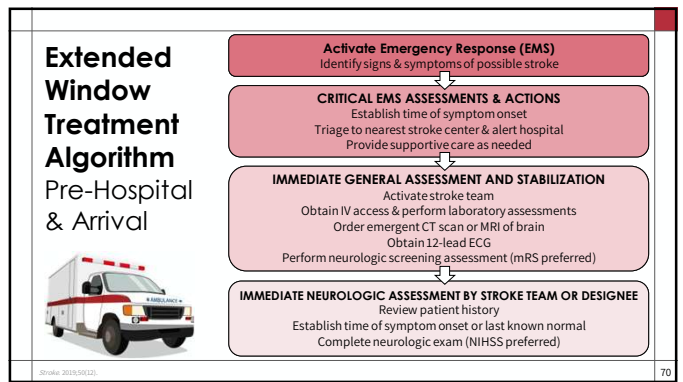 Extended
Window
Treatment
Algorithm
Pre-Hospital
& Arrival
Activate Emergency Response (EMS)
Identify signs & symptoms of possible stroke
CRITICAL EMS ASSESSMENTS & ACTIONS
Establish time of symptom onset
Triage to nearest stroke center & alert hospital
Provide supportive care as needed
IMMEDIATE GENERAL ASSESSMENT AND STABILIZATION
Activate stroke team
Obtain IV access & perform laboratory assessments
Order emergent CT scan or MRI of brain
Obtain 12-lead ECG
Perform neurologic screening assessment (mRS preferred)
IMMEDIATE NEUROLOGIC ASSESSMENT BY STROKE TEAM OR DESIGNEE
Review patient history
Establish time of symptom onset or last known normal
Complete neurologic exam (NIHSS preferred)
AMBULANCE
Stroke. 2019;50(12).
70